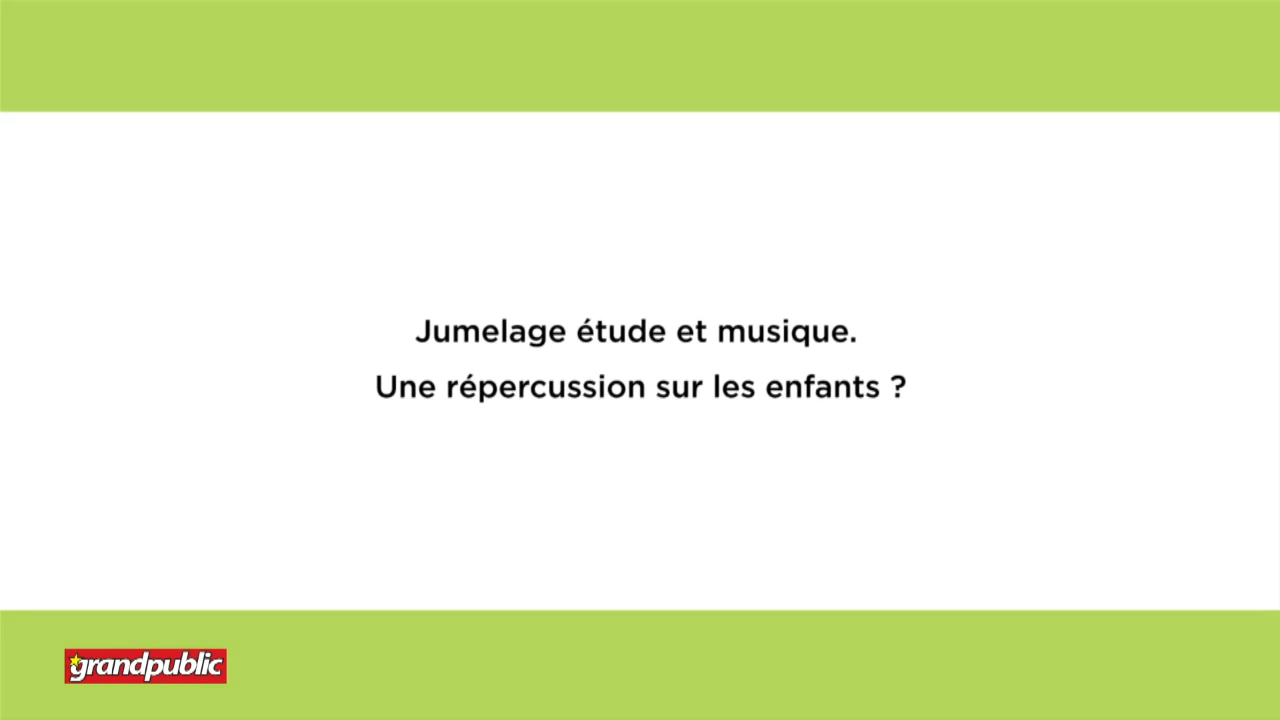 Jumelage étude et musique.
Une répercussion sur les enfants ?
grandpublic